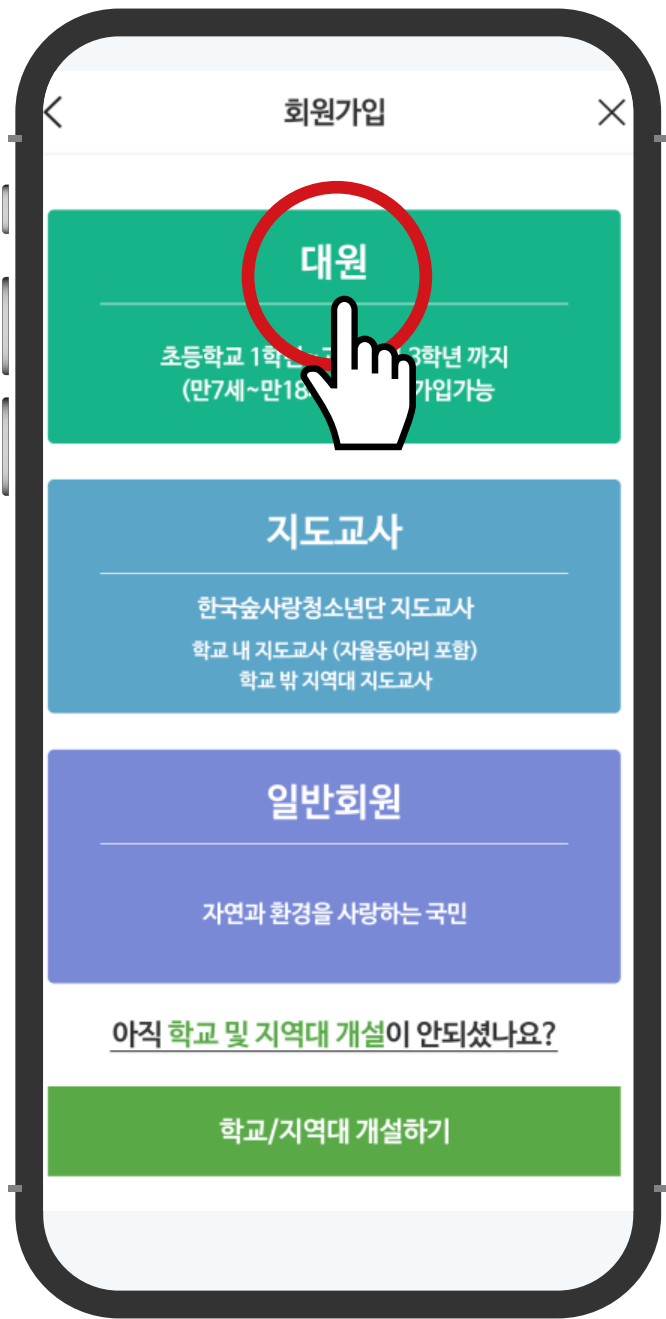 회원가입
대원
초등학교 1학년~ 3학년 까지
(만7세~만18 가입가능
지도교사
한국숲사랑청소년단 지도교사
학교 내 지도교사 (자율동아리 포함)
학교 밖 지역대 지도교사
일반회원
자연과 환경을 사랑하는 국민
아직 학교 및 지역대 개설이 안되셨나요?
학교/지역대 개설하기